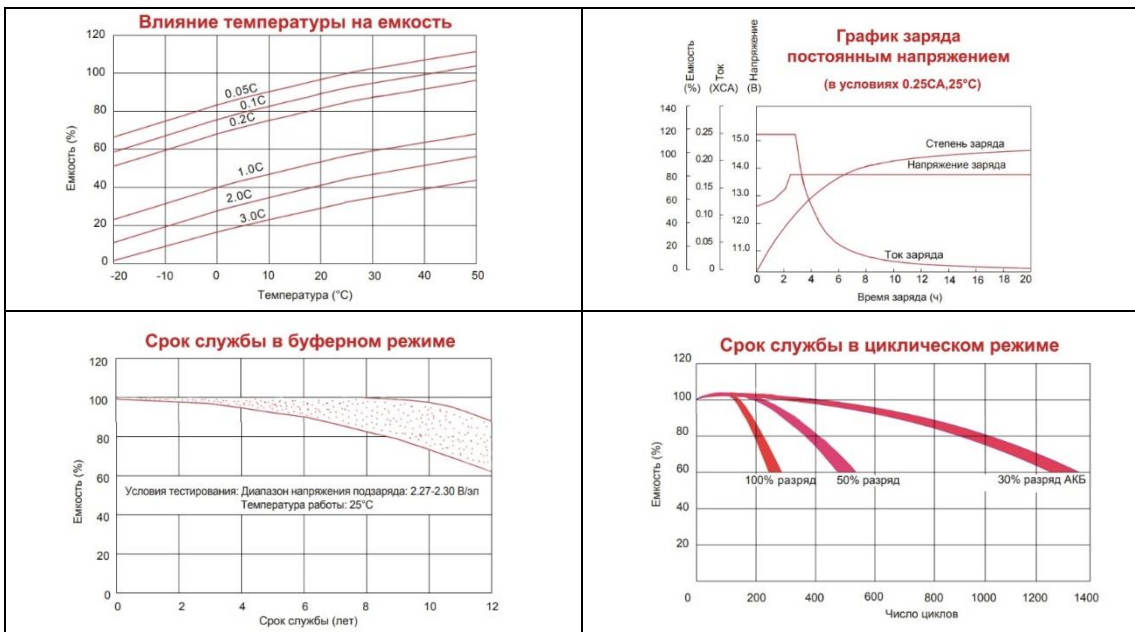 Влияние температуры на емкость
120
100
80
60
40
20
0
Емкость (%)
0.05C
0.1C
0.2C
1.0C
2.0C
3.0C
-20 -10 0 10 20 30 40 50
Температура (°C)
График заряда
постоянным напряжением
(в условиях 0.25CA,25°C)
Емкость (%)
Ток (XCA)
Напряжение (В)
140
120
100
80
60
40
20
0
0.25
0.20
0.15
0.10
0.05
0
15.0
14.0
13.0
12.0
11.0
Степень заряда
Напряжение заряда
Ток заряда
0 2 4 6 8 10 12 14 16 18 20
Время заряда (ч)
Срок службы в буферном режиме
120
100
80
60
40
20
0
Емкость (%)
Условия тестирования: Диапазон напряжения подзаряда: 2.27-2.30 В/эл
Температура работы: 25°C
0 2 4 6 8 10 12
Срок службы (лет)
Срок службы в циклическом режиме
120
100
80
60
40
20
Емкость (%)
100% разряд
50% разряд
30% разряд АКБ
0 200 400 600 800 1000 1200 1400
Число циклов